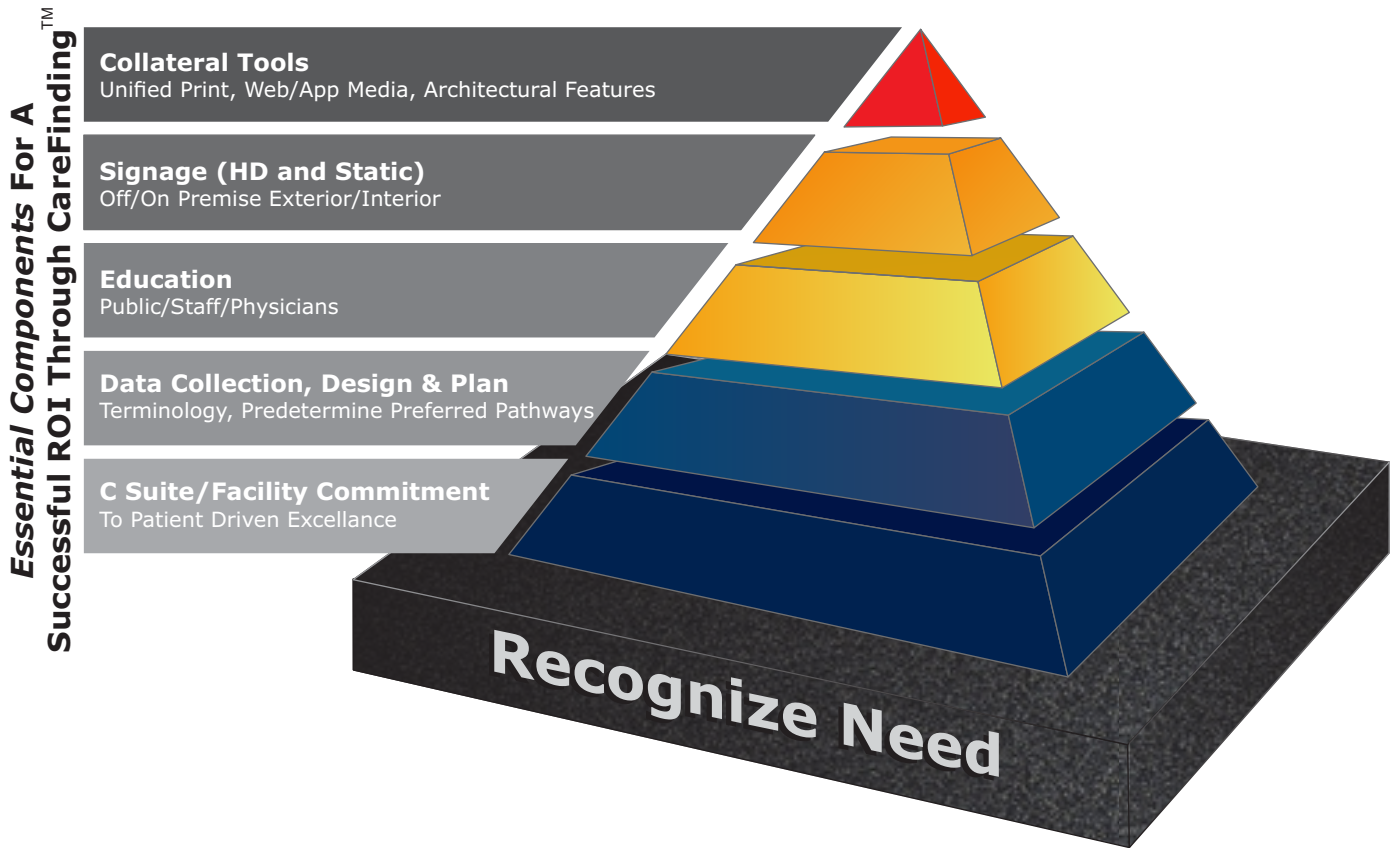 Essential Components For A
Successful ROI Through CareFinding™
Collateral Tools
Unified Print, Web/App Media, Architectural Features
Signage (HD and Static)
Off/On Premise Exterior/Interior
Education
Public/Staff/Physicians
Data Collection, Design & Plan
Terminology, Predetermine Preferred Pathways
C Suite/Facility Commitment
To Patient Driven Excellance
Recognize Need